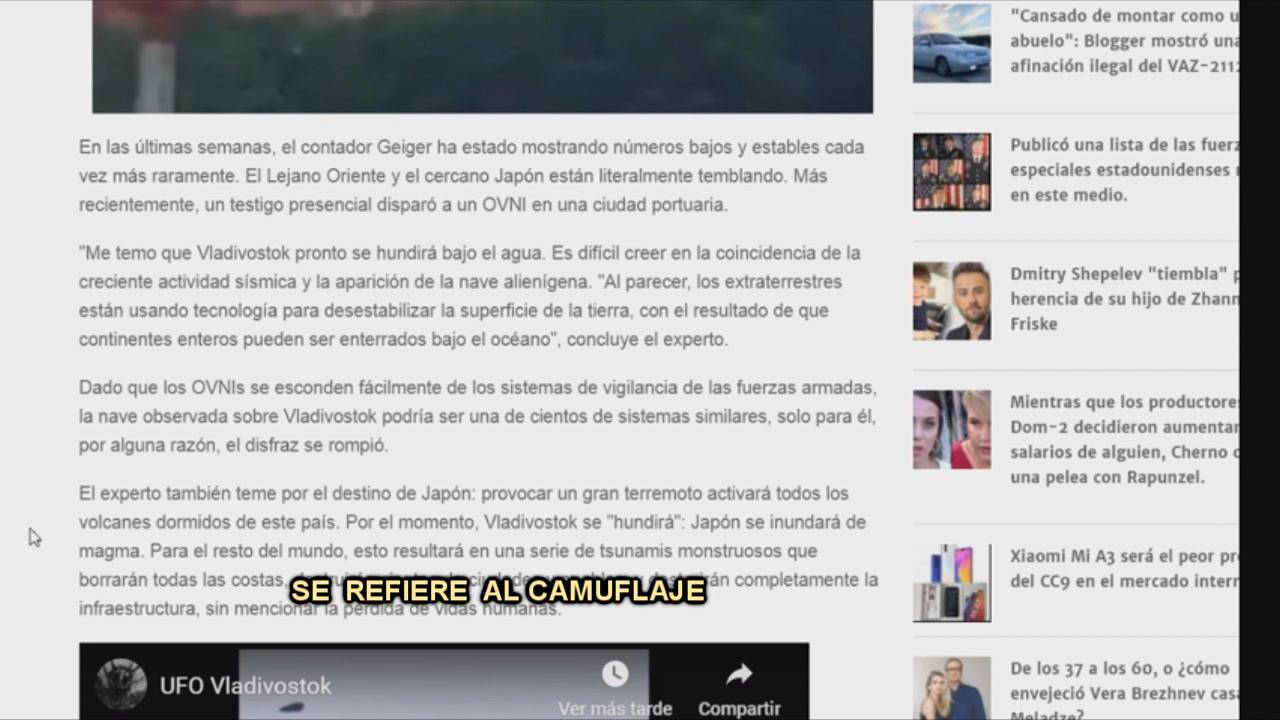 En las últimas semanas, el contador Geiger ha estado mostrando números bajos y estables cada
vez más raramente. El Lejano Oriente y el cercano Japón están literalmente temblando. Más
recientemente, un testigo presencial disparó a un OVNI en una ciudad portuaria.
"Me temo que Vladivostok pronto se hundirá bajo el agua. Es difícil creer en la coincidencia de la
creciente actividad sísmica y la aparición de la nave alienígena. "Al parecer, los extraterrestres
están usando tecnología para desestabilizar la superficie de la tierra, con el resultado de que
continentes enteros pueden ser enterrados bajo el océano", concluye el experto.
Dado que los OVNIs se esconden fácilmente de los sistemas de vigilancia de las fuerzas armadas,
la nave observada sobre Vladivostok podría ser una de cientos de sistemas similares, solo para él,
por alguna razón, el disfraz se rompió.
El experto también teme por el destino de Japón: provocar un gran terremoto activará todos los
volcanes dormidos de este país. Por el momento, Vladivostok se "hundirá": Japón se inundará de
magma. Para el resto del mundo, esto resultará en una serie de tsunamis monstruosos que
borrarán todas las costas, completamente la
infraestructura, sin mencionar la pérdida de vidas humanas.
SE REFIERE AL CAMUFLAJE
UFO Vladivostok
Ver más tarde
Compartir
"Cansado de montar como u
abuelo": Blogger mostró una
afinación ilegal del VAZ-2112
Publicó una lista de las fuerz
especiales estadounidenses
en este medio.
Dmitry Shepelev "tiembla" p
herencia de su hijo de Zhann
Friske
Mientras que los productores
Dom-2 decidieron aumentar
salarios de alguien, Cherno
una pelea con Rapunzel.
Xiaomi Mi A3 será el peor pr
del CC9 en el mercado intern
De los 37 a los 60, o ¿cómo
envejeció Vera Brezhnev cas
Meladze?